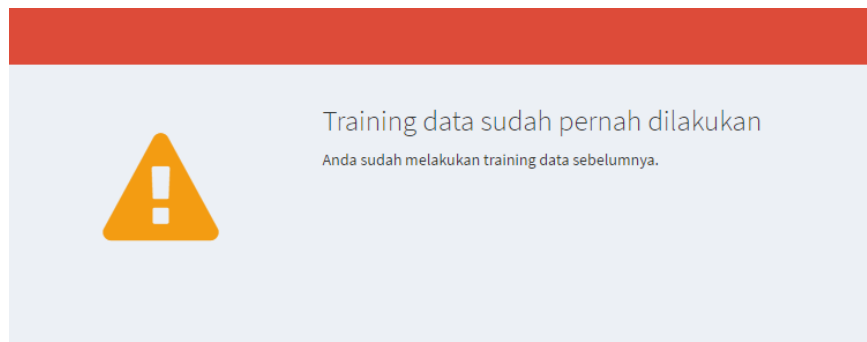 Training data sudah pernah dilakukan
Anda sudah melakukan training data sebelumnya.